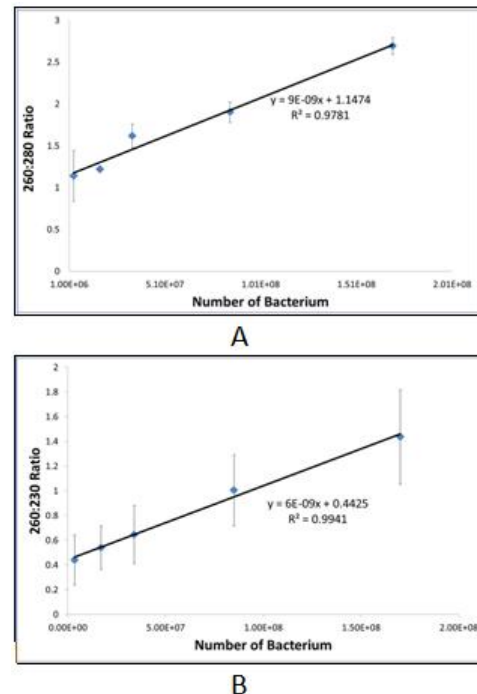 3
2.5
2
1.5
1
0.5
0
260:280 Ratio
y = 9E-09x + 1.1474
R² = 0.9781
1.00E+06 5.10E+07 1.01E+08 1.51E+08 2.01E+08
Number of Bacterium
A
2
1.8
1.6
1.4
1.2
1
0.8
0.6
0.4
0.2
0
260:230 Ratio
y = 6E-09x + 0.4425
R² = 0.9941
0.00E+00 5.00E+07 1.00E+08 1.50E+08 2.00E+08
Number of Bacterium
B